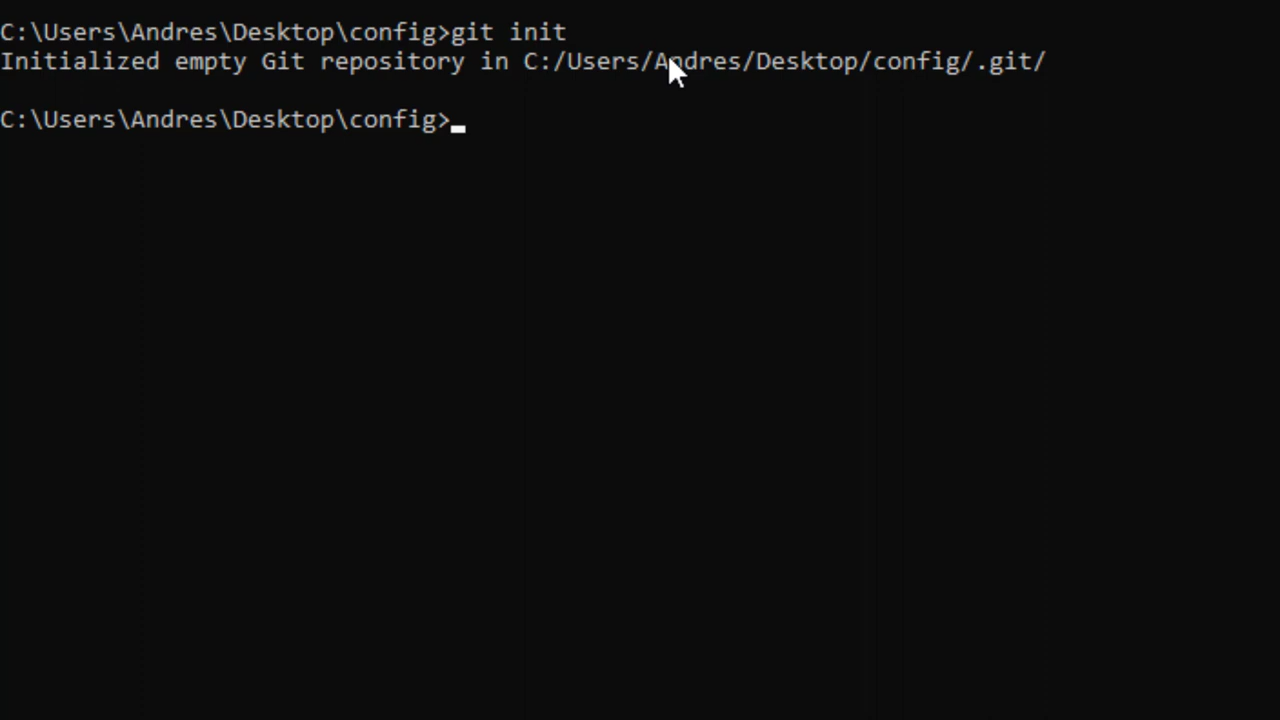 C:\Users\Andres\Desktop\config>git init
Initialized empty Git repository in C:/Users/Andres/Desktop/config/.git/
C:\Users\Andres\Desktop\config>